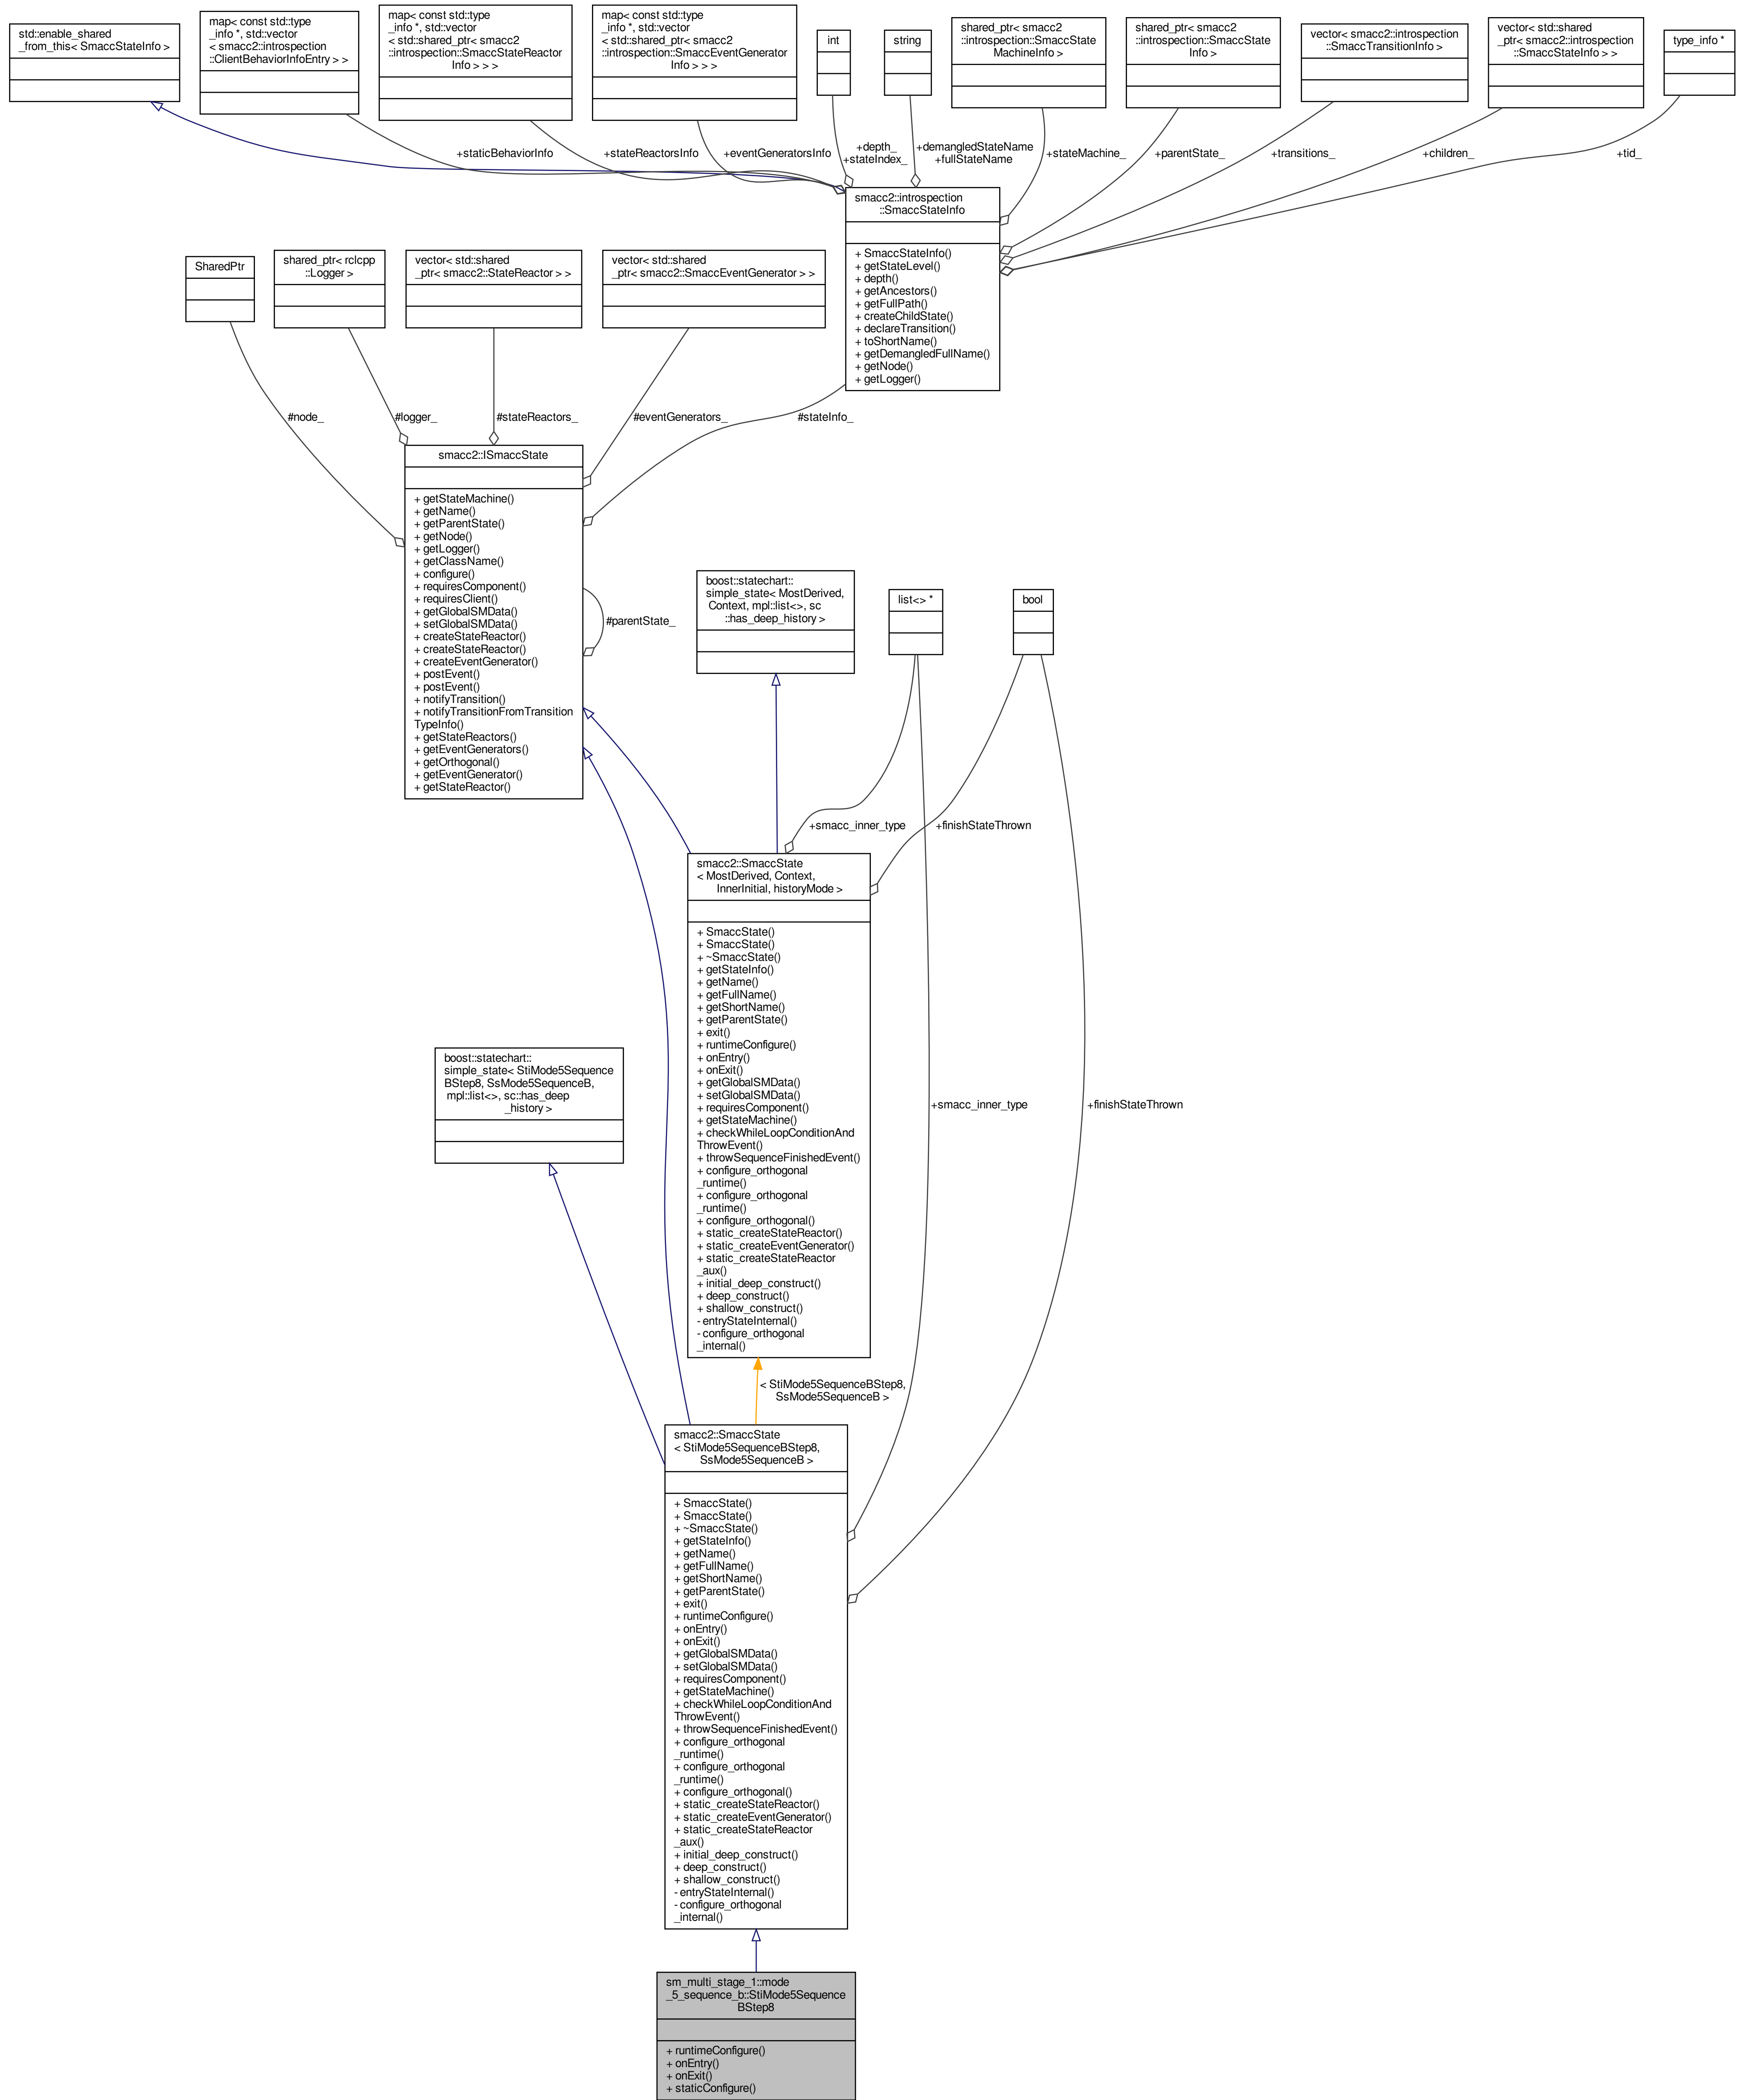 std::enable_shared
_from_this< SmaccStateInfo >
map< const std::type
_info *, std::vector
< smacc2::introspection
::ClientBehaviorInfoEntry > >
map< const std::type
_info *, std::vector
< std::shared_ptr< smacc2
::introspection::SmaccStateReactor
Info > > >
map< const std::type
_info *, std::vector
< std::shared_ptr< smacc2
::introspection::SmaccEventGenerator
Info > > >
int
string
shared_ptr< smacc2
::introspection::SmaccState
MachineInfo >
shared_ptr< smacc2
::introspection::SmaccState
Info >
vector< smacc2::introspection
::SmaccTransitionInfo >
vector< std::shared
_ptr< smacc2::introspection
::SmaccStateInfo > >
type_info *
+staticBehaviorInfo
+stateReactorsInfo
+eventGeneratorsInfo
+depth_
+stateIndex_
+demangledStateName
+fullStateName
+stateMachine_
+parentState_
+transitions_
+children_
+tid_
smacc2::introspection
::SmaccStateInfo
+ SmaccStateInfo()
+ getStateLevel()
+ depth()
+ getAncestors()
+ getFullPath()
+ createChildState()
+ declareTransition()
+ toShortName()
+ getDemangledFullName()
+ getNode()
+ getLogger()
SharedPtr
shared_ptr< rclcpp
::Logger >
vector< std::shared
_ptr< smacc2::StateReactor > >
vector< std::shared
_ptr< smacc2::SmaccEventGenerator > >
#node_
#logger_
#stateReactors_
#eventGenerators_
#stateInfo_
smacc2::ISmaccState
+ getStateMachine()
+ getName()
+ getParentState()
+ getNode()
+ getLogger()
+ getClassName()
+ configure()
+ requiresComponent()
+ requiresClient()
+ getGlobalSMData()
+ setGlobalSMData()
+ createStateReactor()
+ createStateReactor()
+ createEventGenerator()
+ postEvent()
+ postEvent()
+ notifyTransition()
+ notifyTransitionFromTransition
TypeInfo()
+ getStateReactors()
+ getEventGenerators()
+ getOrthogonal()
+ getEventGenerator()
+ getStateReactor()
#parentState_
boost::statechart::
simple_state< MostDerived,
Context, mpl::list<>, sc
::has_deep_history >
list<> *
bool
+smacc_inner_type
+finishStateThrown
smacc2::SmaccState
< MostDerived, Context,
InnerInitial, historyMode >
+ SmaccState()
+ SmaccState()
+ ~SmaccState()
+ getStateInfo()
+ getName()
+ getFullName()
+ getShortName()
+ getParentState()
+ exit()
+ runtimeConfigure()
+ onEntry()
+ onExit()
+ getGlobalSMData()
+ setGlobalSMData()
+ requiresComponent()
+ getStateMachine()
+ checkWhileLoopConditionAnd
ThrowEvent()
+ throwSequenceFinishedEvent()
+ configure_orthogonal
_runtime()
+ configure_orthogonal
_runtime()
+ configure_orthogonal()
+ static_createStateReactor()
+ static_createEventGenerator()
+ static_createStateReactor
_aux()
+ initial_deep_construct()
+ deep_construct()
+ shallow_construct()
- entryStateInternal()
- configure_orthogonal
_internal()
boost::statechart::
simple_state< StiMode5Sequence
BStep8, SsMode5SequenceB,
mpl::list<>, sc::has_deep
_history >
+smacc_inner_type
+finishStateThrown
< StiMode5SequenceBStep8,
SsMode5SequenceB >
smacc2::SmaccState
< StiMode5SequenceBStep8,
SsMode5SequenceB >
+ SmaccState()
+ SmaccState()
+ ~SmaccState()
+ getStateInfo()
+ getName()
+ getFullName()
+ getShortName()
+ getParentState()
+ exit()
+ runtimeConfigure()
+ onEntry()
+ onExit()
+ getGlobalSMData()
+ setGlobalSMData()
+ requiresComponent()
+ getStateMachine()
+ checkWhileLoopConditionAnd
ThrowEvent()
+ throwSequenceFinishedEvent()
+ configure_orthogonal
_runtime()
+ configure_orthogonal
_runtime()
+ configure_orthogonal()
+ static_createStateReactor()
+ static_createEventGenerator()
+ static_createStateReactor
_aux()
+ initial_deep_construct()
+ deep_construct()
+ shallow_construct()
- entryStateInternal()
- configure_orthogonal
_internal()
sm_multi_stage_1::mode
_5_sequence_b::StiMode5Sequence
BStep8
+ runtimeConfigure()
+ onEntry()
+ onExit()
+ staticConfigure()